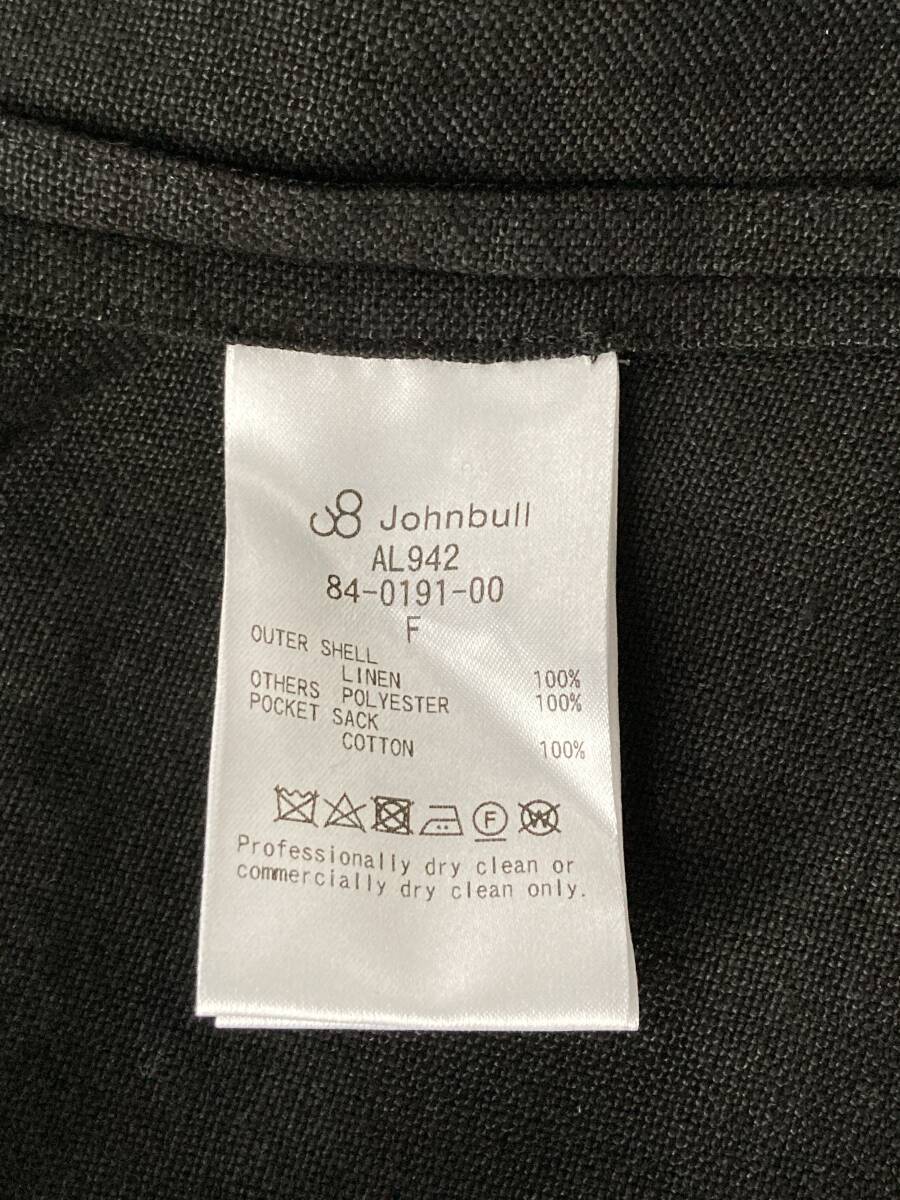 Johnbull
AL942
84-0191-00
F
OUTER SHELL
LINEN 100%
OTHERS POLYESTER 100%
POCKET SACK
COTTON 100%
F W
Professionally dry clean or
commercially dry clean only.